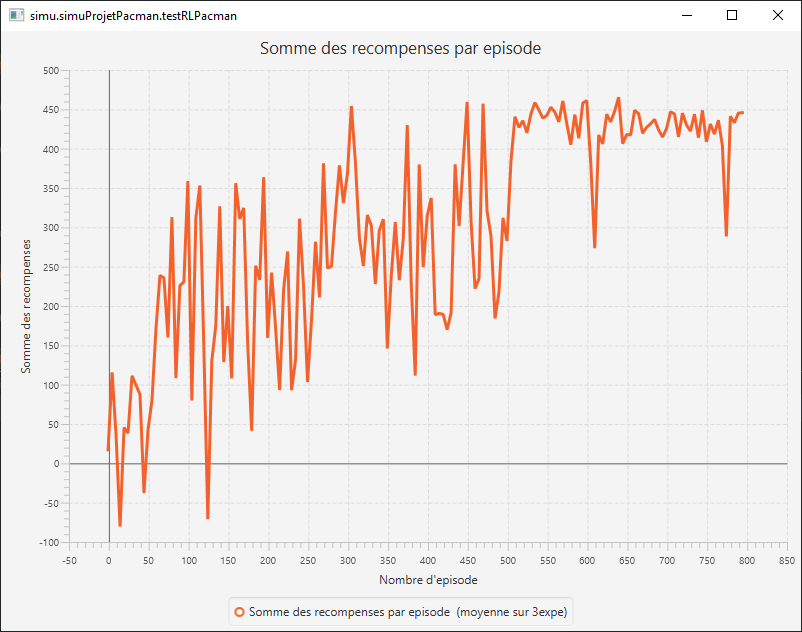 simu.simuProjetPacman.testRLPacman
Somme des recompenses par episode
500
450
400
350
300
250
200
150
100
50
0
-50
-100
Somme des recompenses
-50 0 50 100 150 200 250 300 350 400 450 500 550 600 650 700 750 800 850
Nombre d'episode
Somme des recompenses par episode (moyenne sur 3expe)